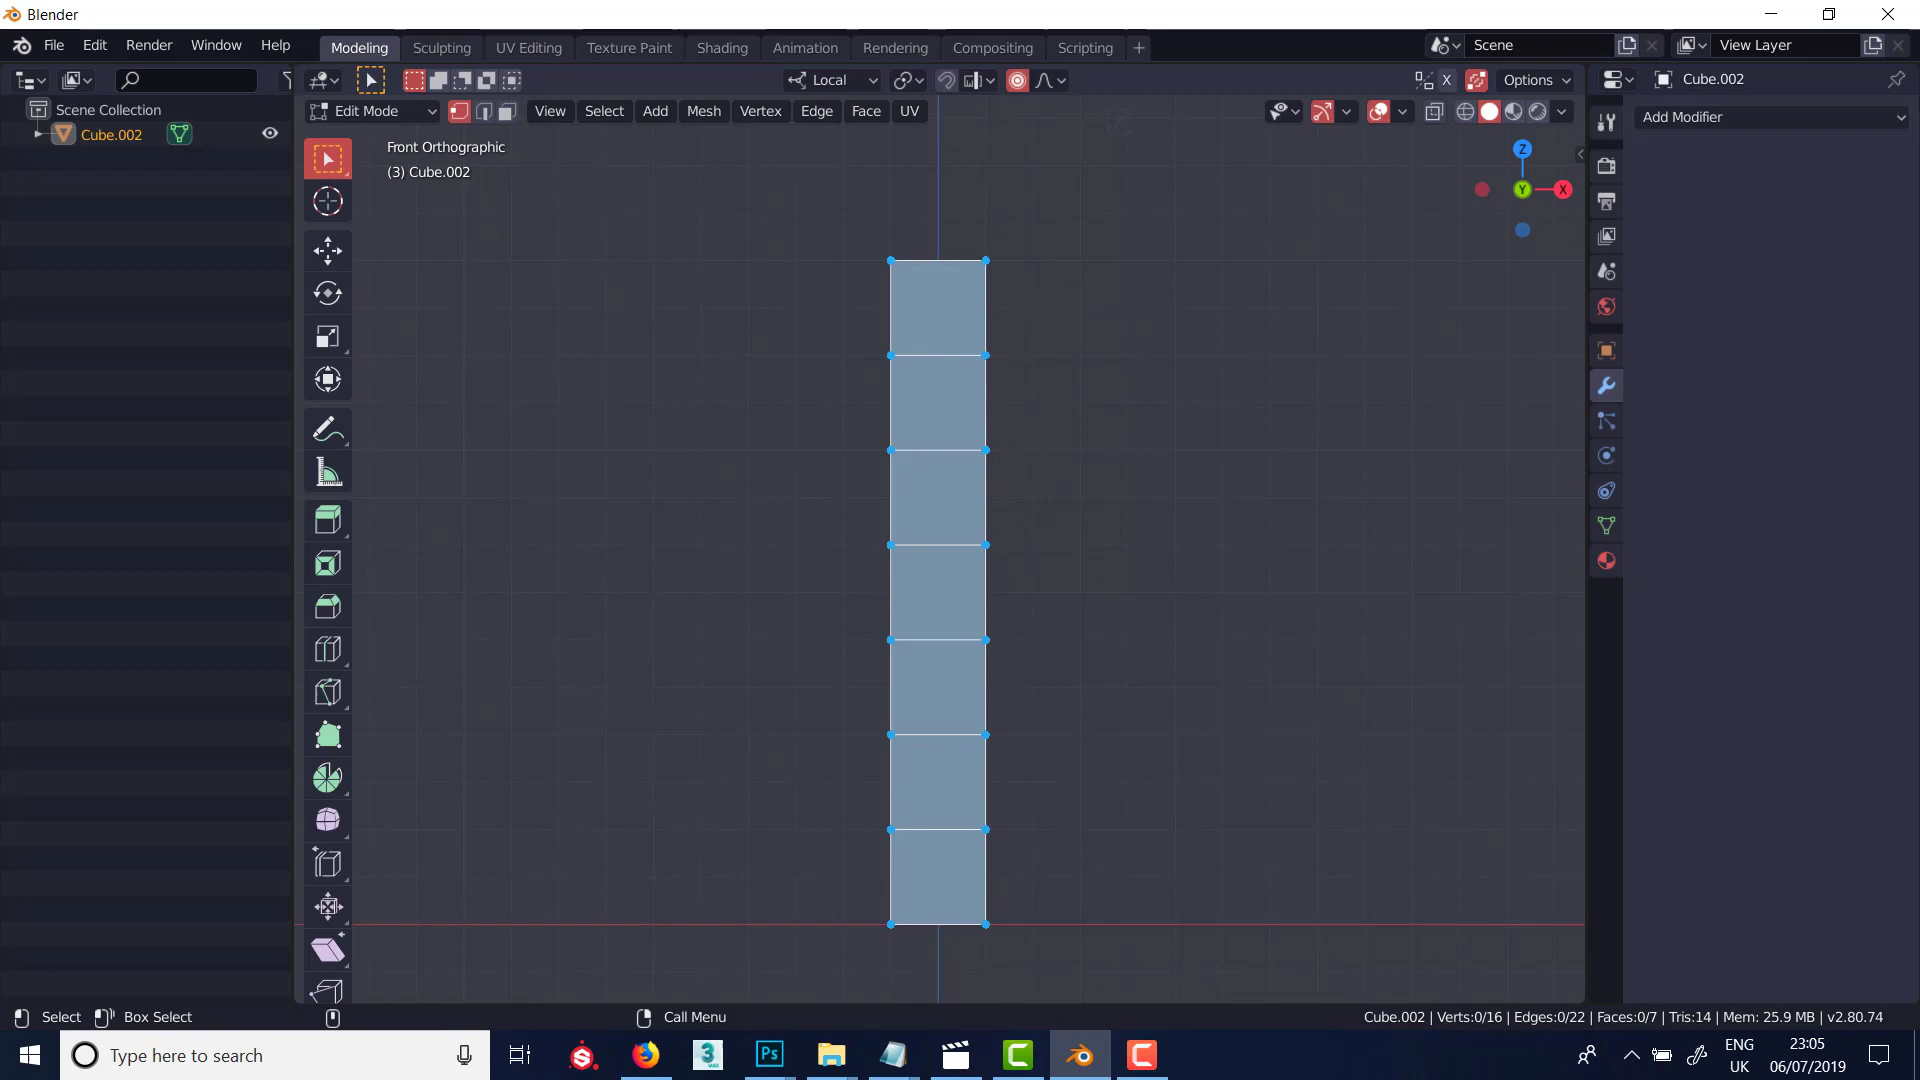 Blender
File Edit Render Window Help
Modeling Sculpting UV Editing Texture Paint Shading Animation Rendering Compositing Scripting +
Scene
View Layer
Local
X
Options
Cube.002
Scene Collection
Cube.002
Edit Mode
View Select Add Mesh Vertex Edge Face UV
Add Modifier
Front Orthographic
(3) Cube.002
Z
Y
X
Select
Box Select
Call Menu
Cube.002 | Verts:0/16 | Edges:0/22 | Faces:0/7 | Tris:14 | Mem: 25.9 MB | v2.80.74
Type here to search
S
3
MAX
Ps
C
C
ENG
UK
23:05
06/07/2019